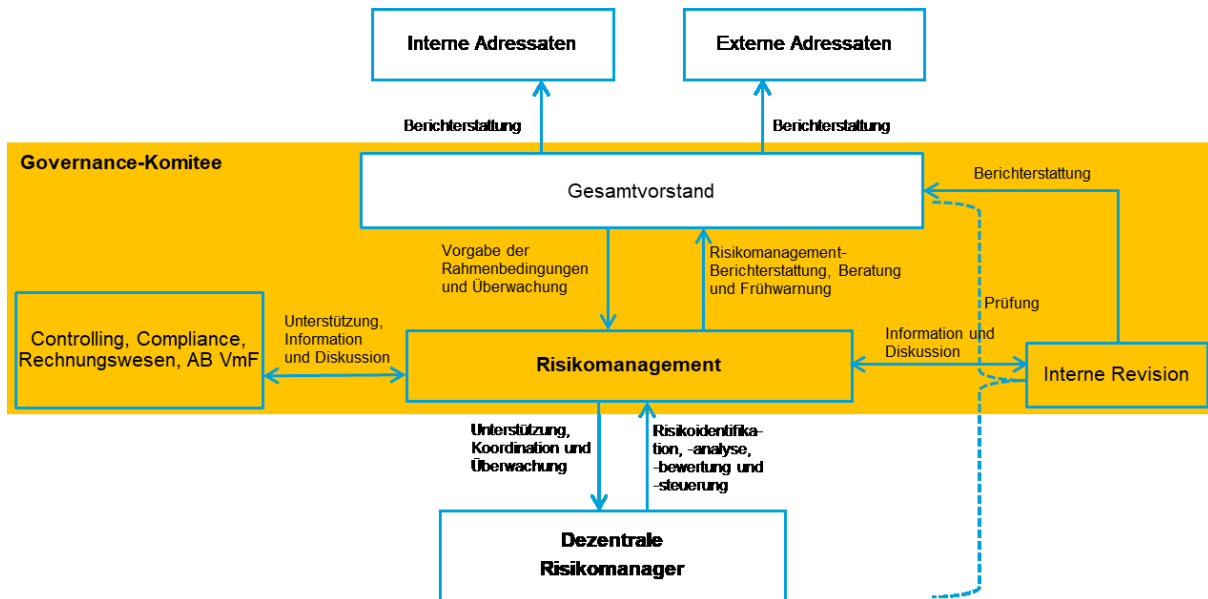 Interne Adressaten
Externe Adressaten
Berichterstattung
Berichterstattung
Governance-Komitee
Gesamtvorstand
Berichterstattung
Vorgabe der
Rahmenbedingungen
und Überwachung
Risikomanagement-
Berichterstattung, Beratung
und Frühwarnung
Prüfung
Controlling, Compliance,
Rechnungswesen, AB VmF
Unterstützung,
Information
und Diskussion
Risikomanagement
Information und
Diskussion
Interne Revision
Unterstützung,
Koordination und
Überwachung
Risikoidentifika-
tion, -analyse,
-bewertung und
-steuerung
Dezentrale
Risikomanager